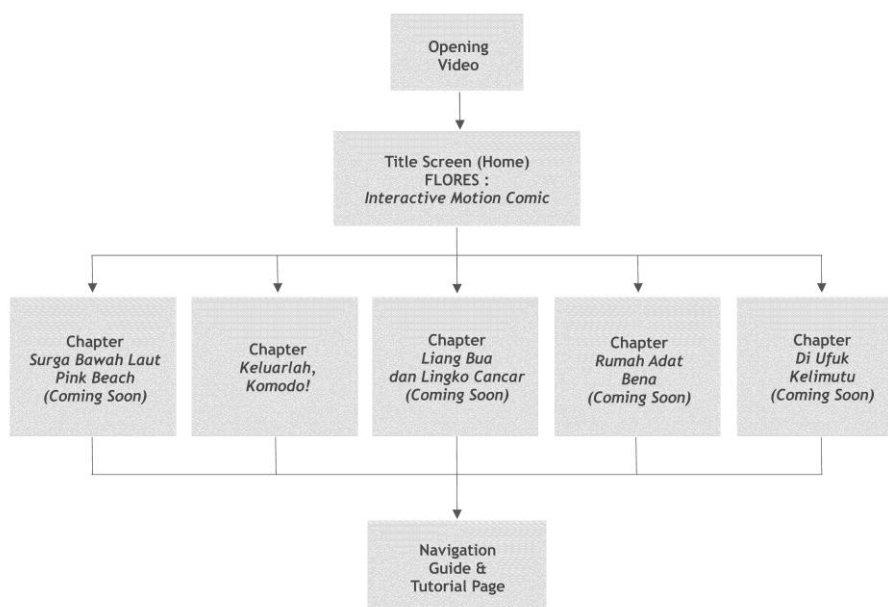 Opening
Video
Title Screen (Home)
FLORES :
Interactive Motion Comic
Chapter
Surga Bawah Laut
Pink Beach
(Coming Soon)
Chapter
Keluarlah,
Komodo!
Chapter
Liang Bua
dan Lingko Cancar
(Coming Soon)
Chapter
Rumah Adat
Bena
(Coming Soon)
Chapter
Di Ufuk
Kelimutu
(Coming Soon)
Navigation
Guide &
Tutorial Page